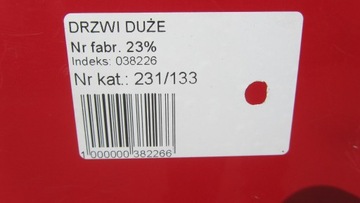 DRZWI DUŻE
Nr fabr. 23%
Indeks: 038226
Nr kat.: 231/133
1 000000 382266